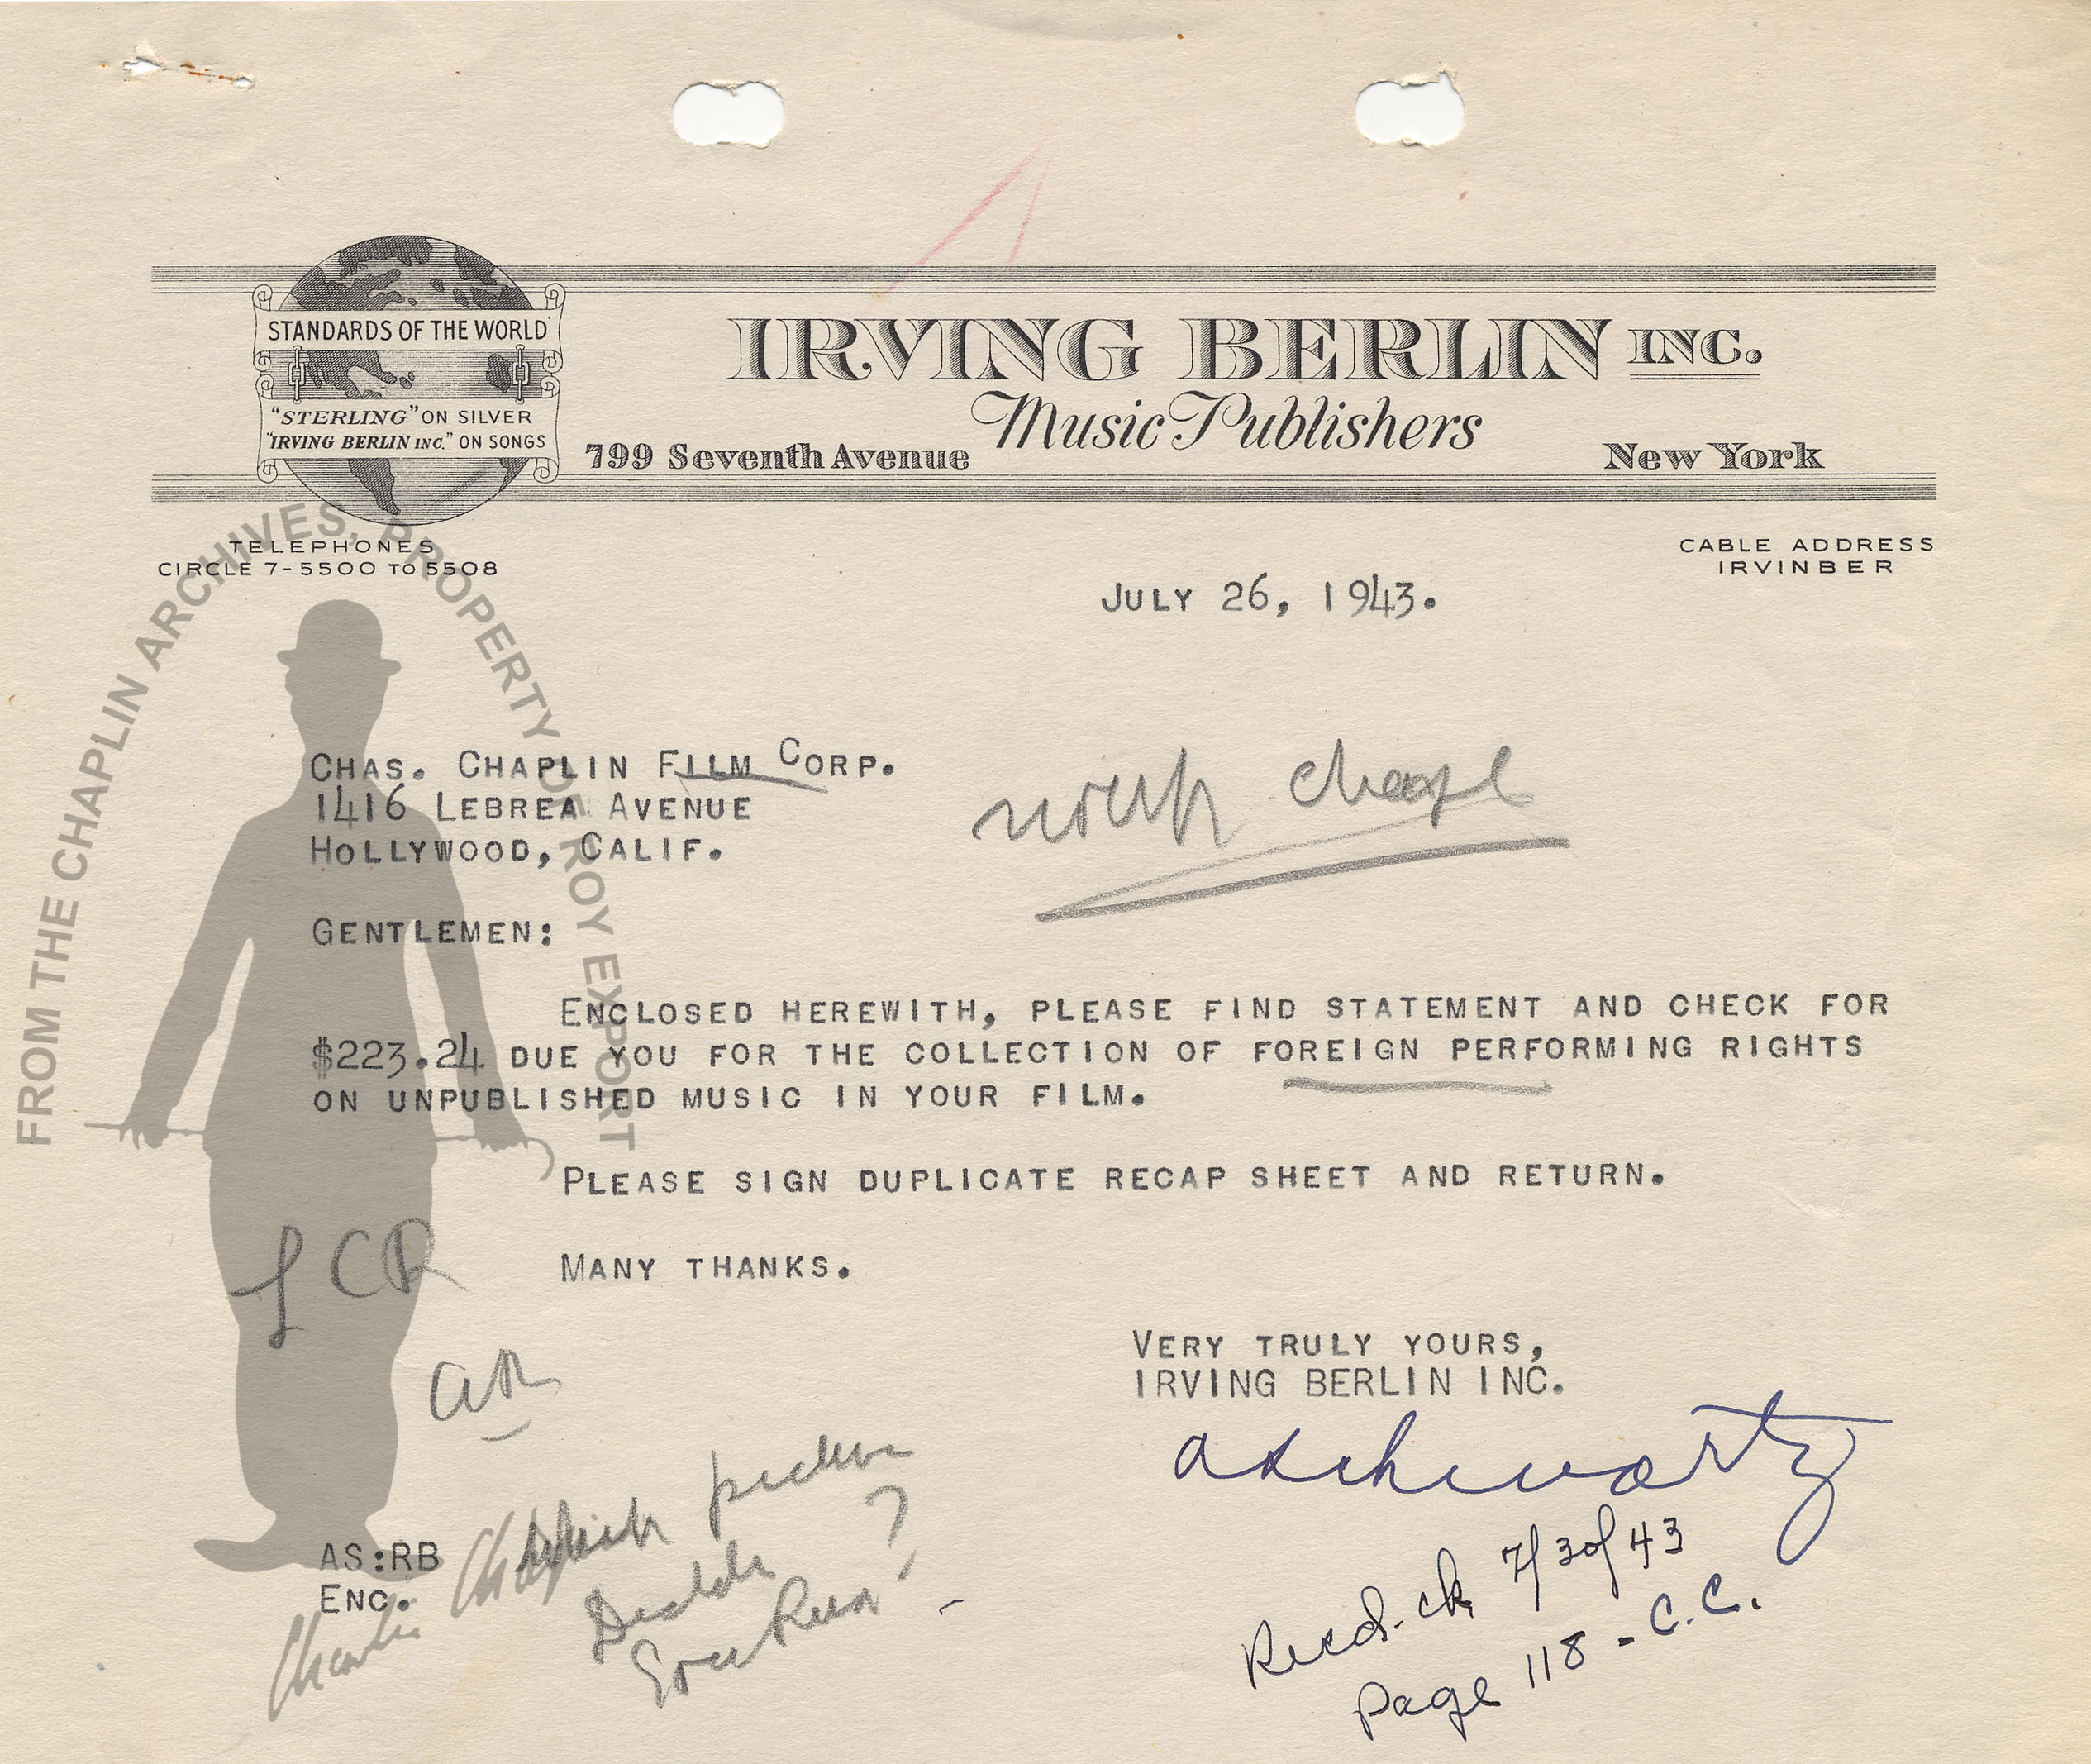 STANDARDS OF THE WORLD
"STERLING" ON SILVER
"IRVING BERLIN INC." ON SONGS
IRVING BERLIN INC.
Music Publishers
799 Seventh Avenue
New York
TELEPHONES
CIRCLE 7-5500 TO 5508
CABLE ADDRESS
IRVINBER
FROM THE CHAPLIN ARCHIVES, PROPERTY OF ROY EXPORT
JULY 26, 1943.
CHAS. CHAPLIN FILM CORP.
1416 LEBREA AVENUE
HOLLYWOOD, CALIF.
GENTLEMEN:
ENCLOSED HEREWITH, PLEASE FIND STATEMENT AND CHECK FOR
$223.24 DUE YOU FOR THE COLLECTION OF FOREIGN PERFORMING RIGHTS
ON UNPUBLISHED MUSIC IN YOUR FILM.
PLEASE SIGN DUPLICATE RECAP SHEET AND RETURN.
MANY THANKS.
VERY TRULY YOURS,
IRVING BERLIN INC.
ASchwartz
AS:RB
ENC.
picture
?
Charlie
Recd. ck 7/30/43
Page 118 - C.C.